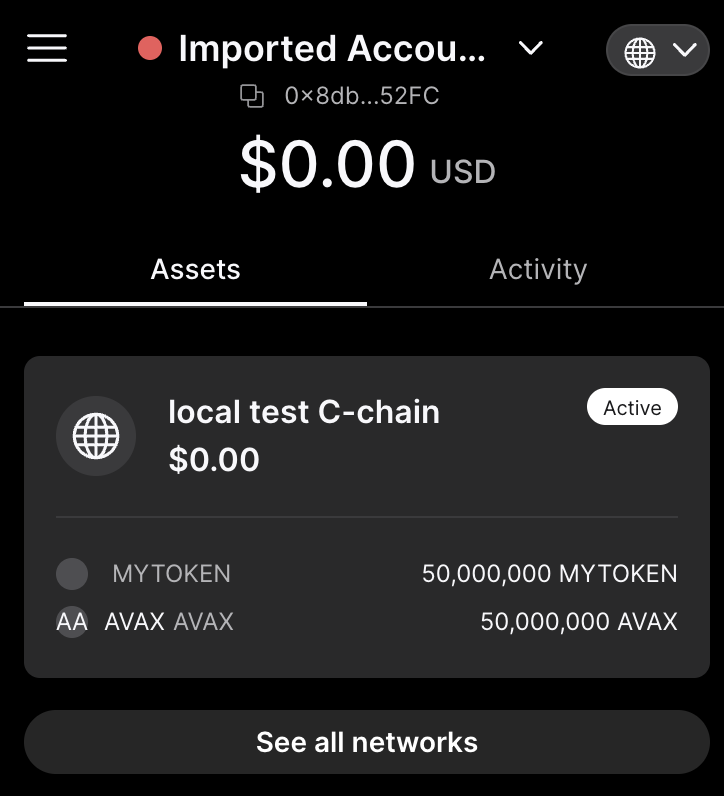 Imported Accou...
0×8db...52FC
$0.00 USD
Assets Activity
local test C-chain Active
$0.00
MYTOKEN 50,000,000 MYTOKEN
AA AVAX AVAX 50,000,000 AVAX
See all networks